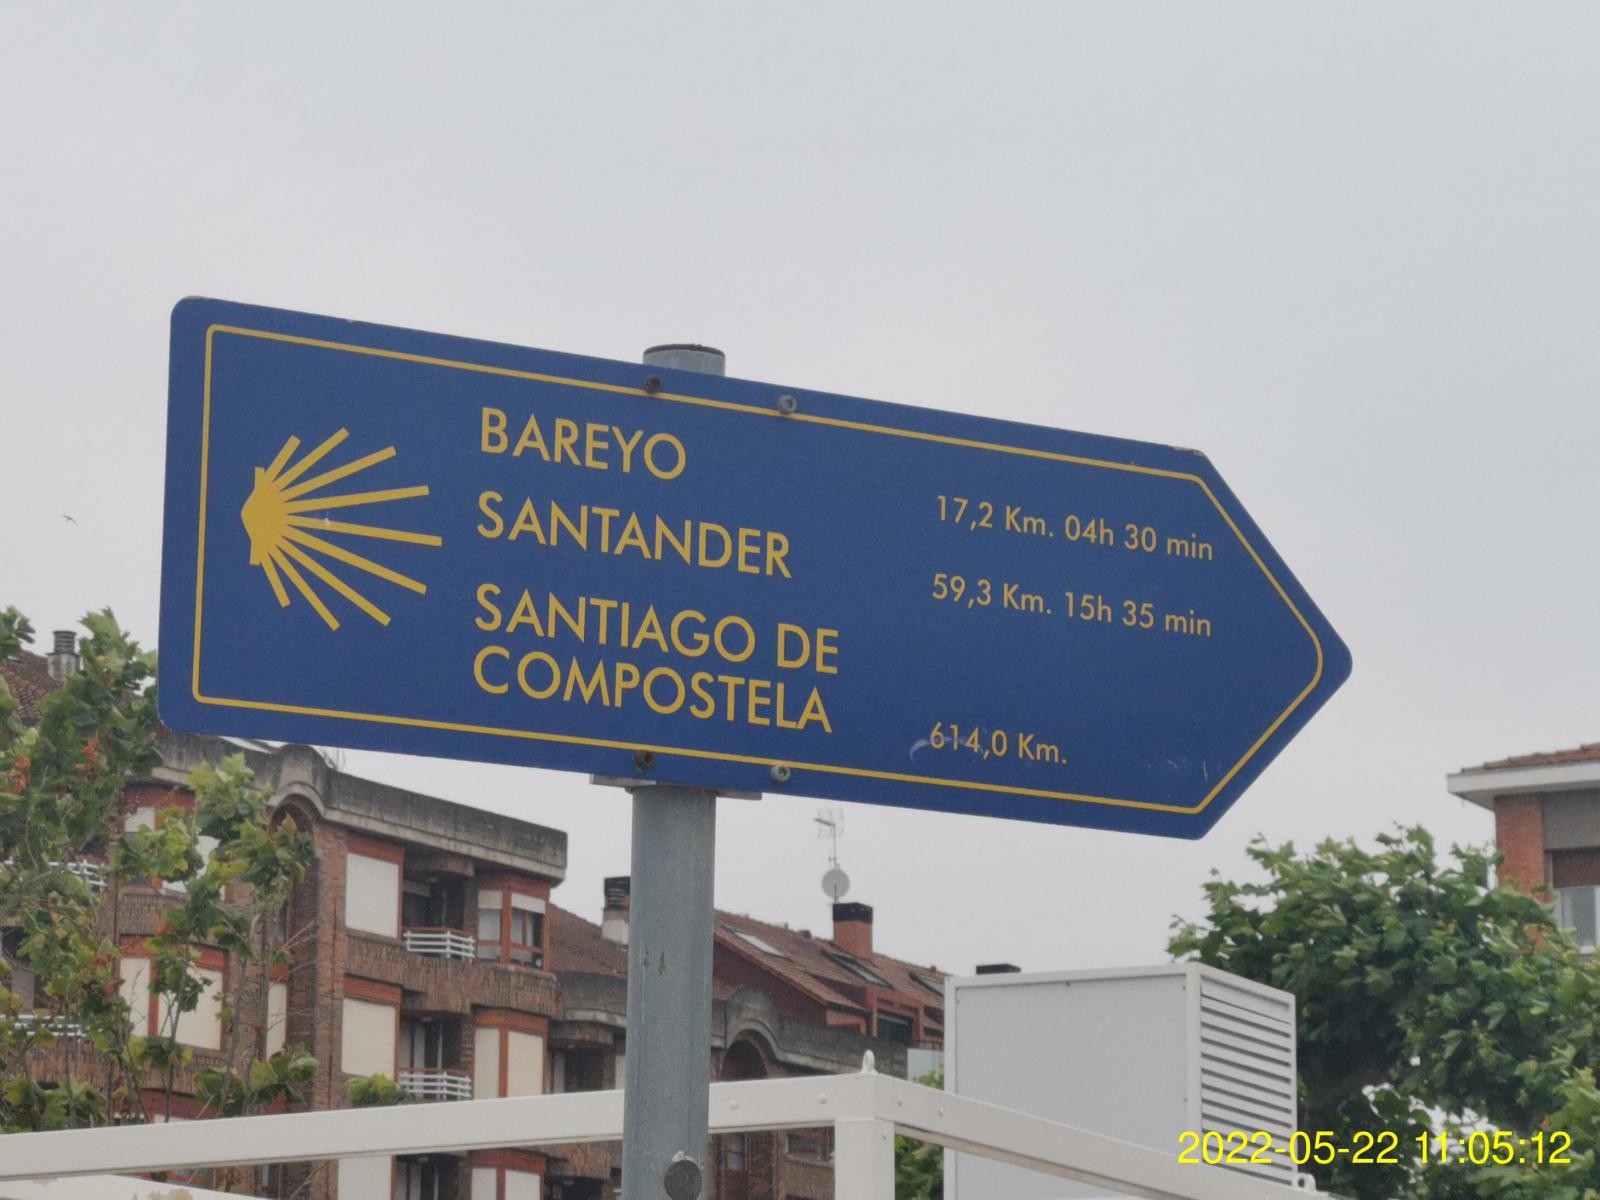 BAREYO 17,2 Km. 04h 30 min
SANTANDER 59,3 Km. 15h 35 min
SANTIAGO DE
COMPOSTELA 614,0 Km.
2022-05-22 11:05:12